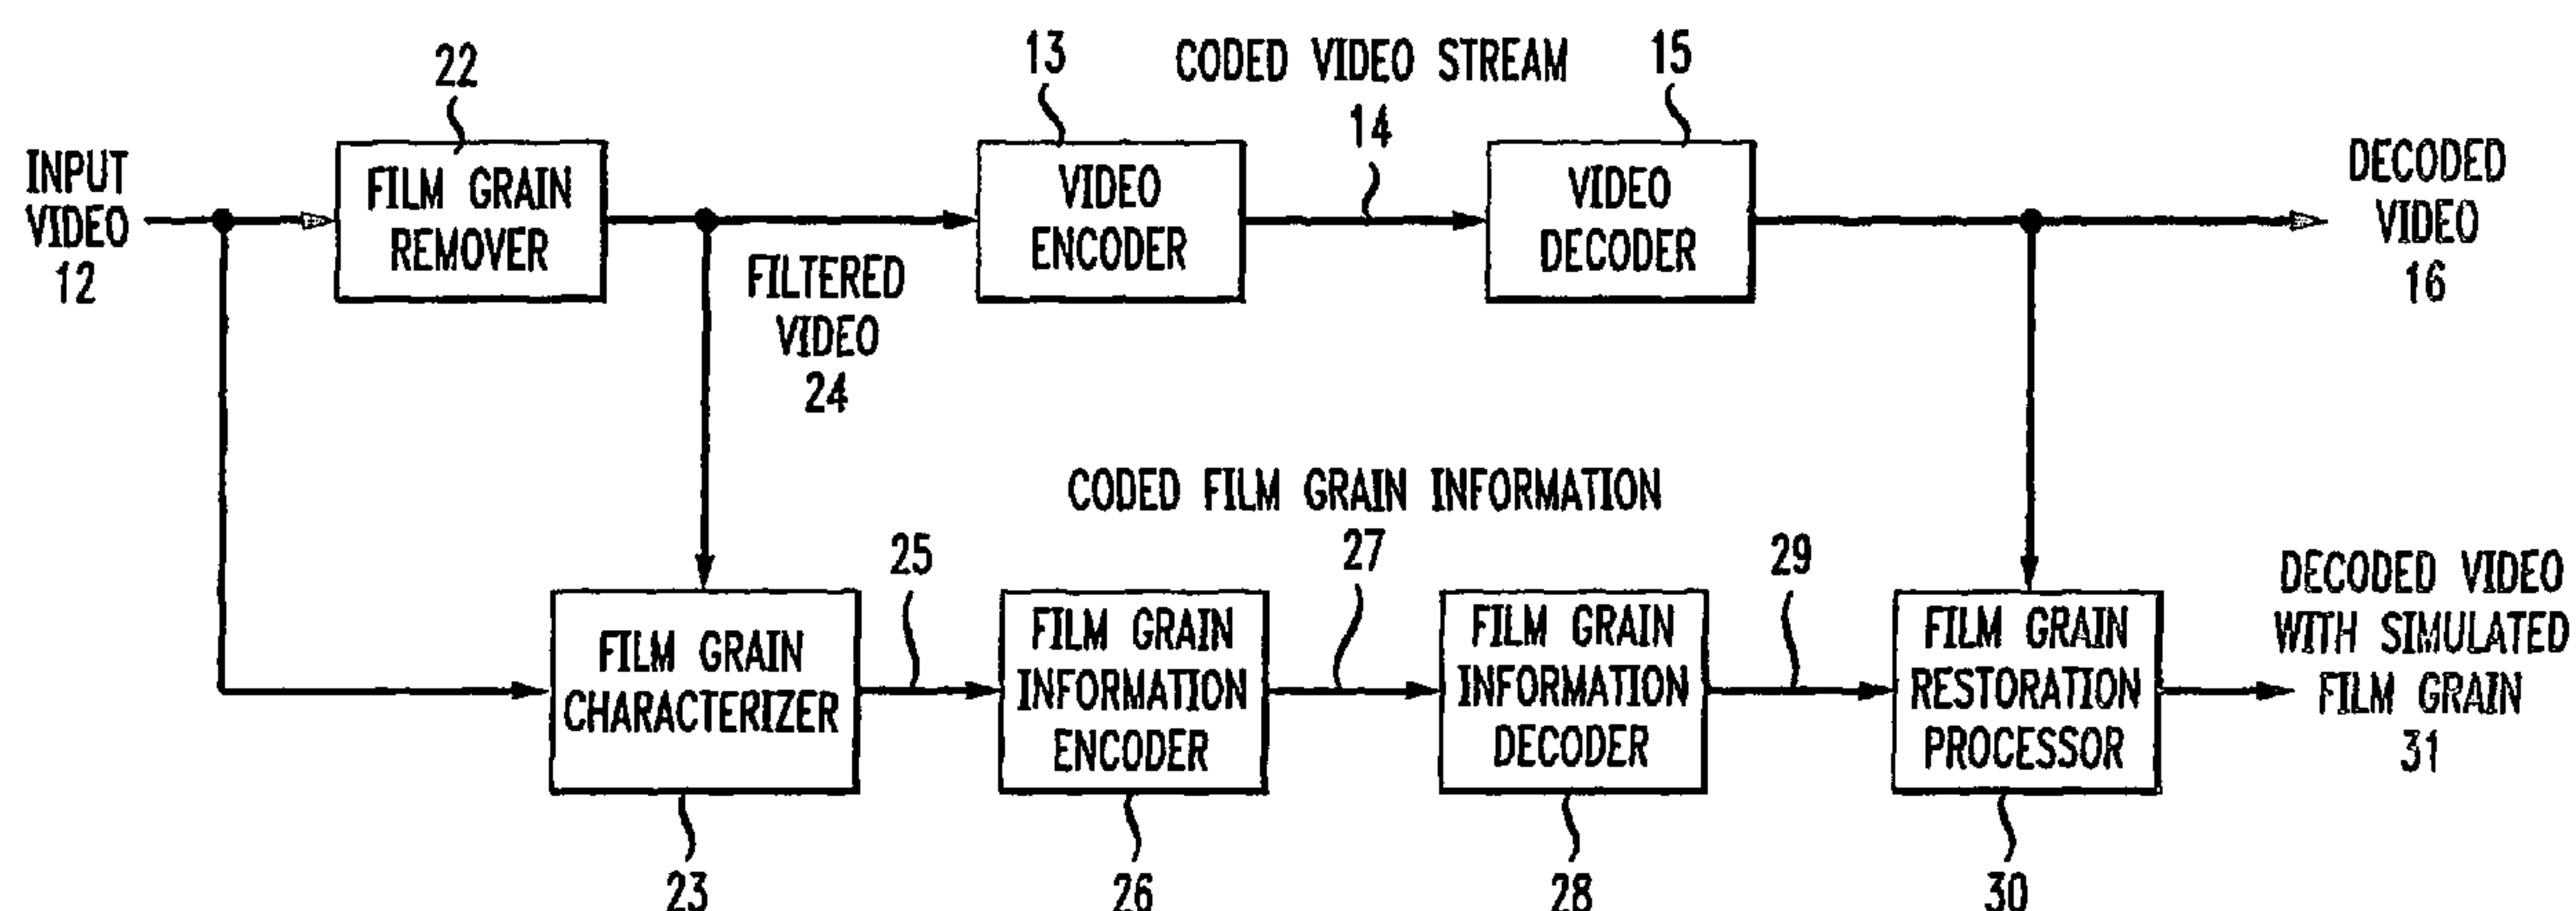 22
13
CODED VIDEO STREAM
14
15
INPUT
VIDEO
12
FILM GRAIN
REMOVER
FILTERED
VIDEO
24
VIDEO
ENCODER
VIDEO
DECODER
DECODED
VIDEO
16
CODED FILM GRAIN INFORMATION
27
25
29
FILM GRAIN
CHARACTERIZER
23
FILM GRAIN
INFORMATION
ENCODER
26
FILM GRAIN
INFORMATION
DECODER
28
FILM GRAIN
RESTORATION
PROCESSOR
30
DECODED VIDEO
WITH SIMULATED
FILM GRAIN
31